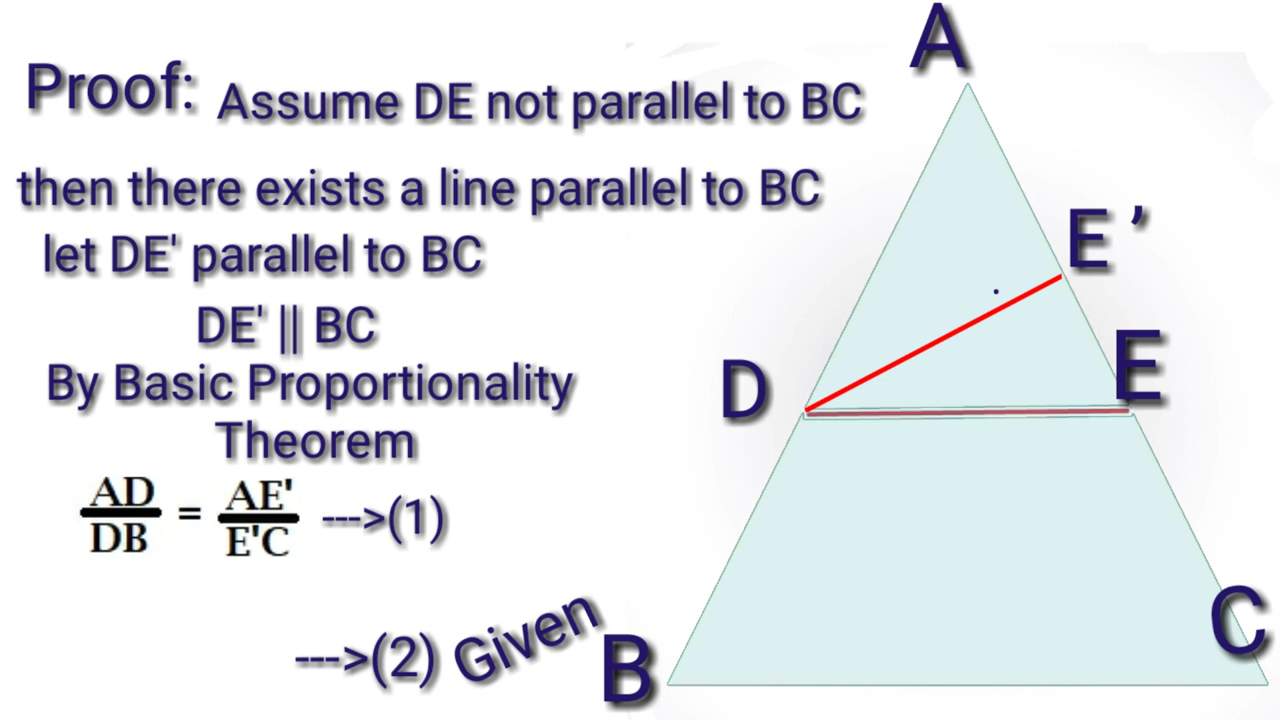 Proof: Assume DE not parallel to BC
then there exists a line parallel to BC
let DE' parallel to BC
DE' || BC
By Basic Proportionality
Theorem
AD/DB = AE'/E'C --->(1)
--->(2) Given
A
E’
D
E
B
C